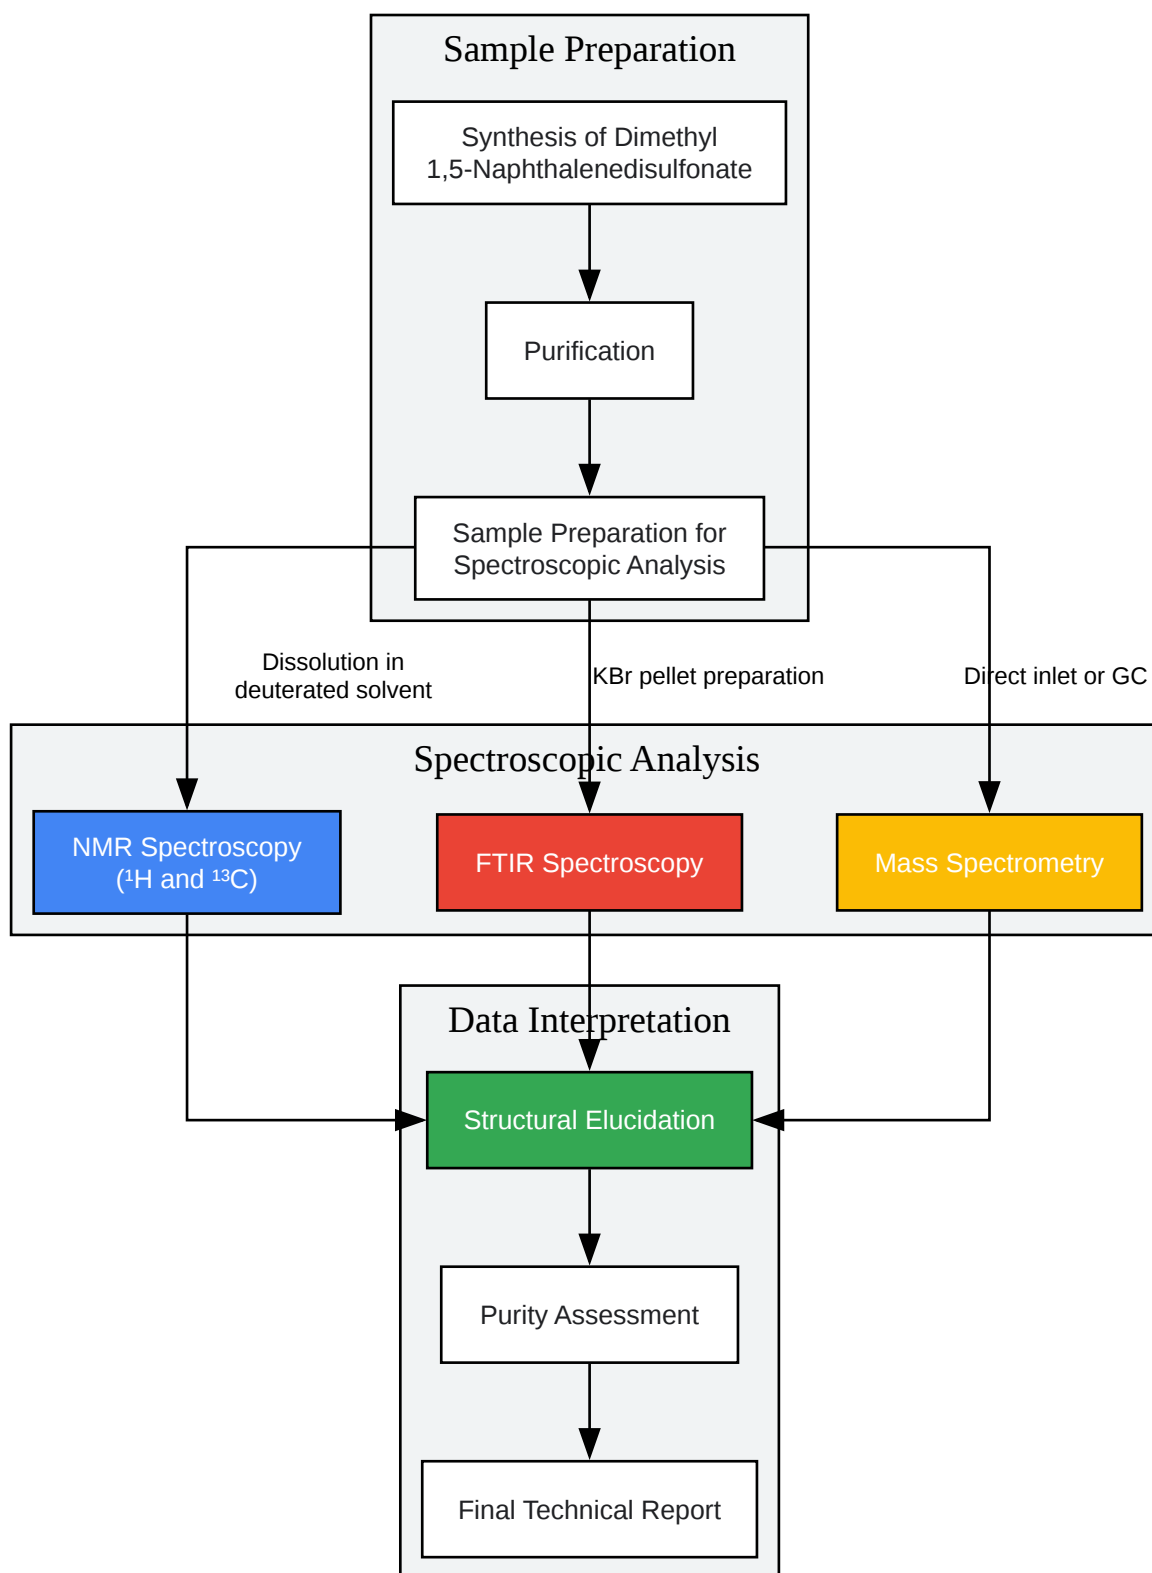 Sample Preparation
Synthesis of Dimethyl
1,5-Naphthalenedisulfonate
Purification
Sample Preparation for
Spectroscopic Analysis
Dissolution in
deuterated solvent
KBr pellet preparation
Direct inlet or GC
Spectroscopic Analysis
NMR Spectroscopy
(¹H and ¹³C)
FTIR Spectroscopy
Mass Spectrometry
Data Interpretation
Structural Elucidation
Purity Assessment
Final Technical Report